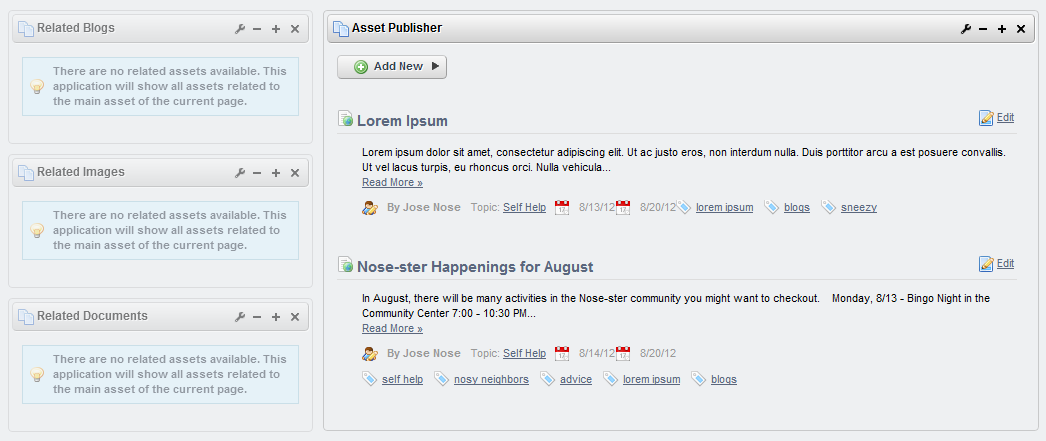 Related Blogs
There are no related assets available. This
application will show all assets related to
the main asset of the current page.
Related Images
There are no related assets available. This
application will show all assets related to
the main asset of the current page.
Related Documents
There are no related assets available. This
application will show all assets related to
the main asset of the current page.
Asset Publisher
Add New
Lorem Ipsum Edit
Lorem ipsum dolor sit amet, consectetur adipiscing elit. Ut ac justo eros, non interdum nulla. Duis porttitor arcu a est posuere convallis.
Ut vel lacus turpis, eu rhoncus orci. Nulla vehicula...
Read More »
By Jose Nose Topic: Self Help 8/13/12 8/20/12 lorem ipsum blogs sneezy
Nose-ster Happenings for August Edit
In August, there will be many activities in the Nose-ster community you might want to checkout. Monday, 8/13 - Bingo Night in the
Community Center 7:00 - 10:30 PM...
Read More »
By Jose Nose Topic: Self Help 8/14/12 8/20/12
self help nosy neighbors advice lorem ipsum blogs